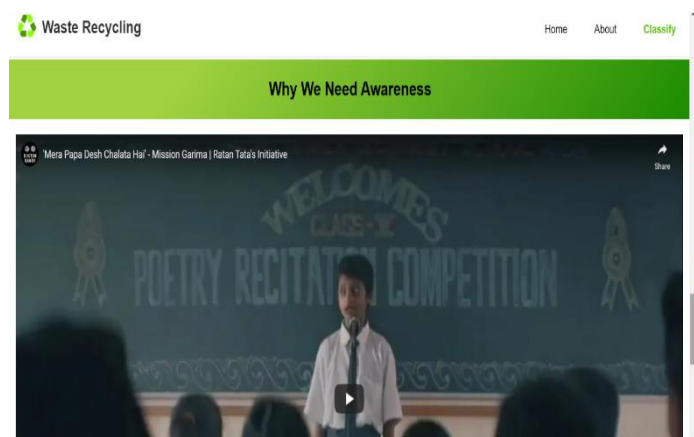 Waste Recycling
Home About Classify
Why We Need Awareness
'Mera Papa Desh Chalata Hai' - Mission Garima | Ratan Tata's Initiative
Share
WELCOMES
CLASS-V
POETRY RECITATION COMPETITION